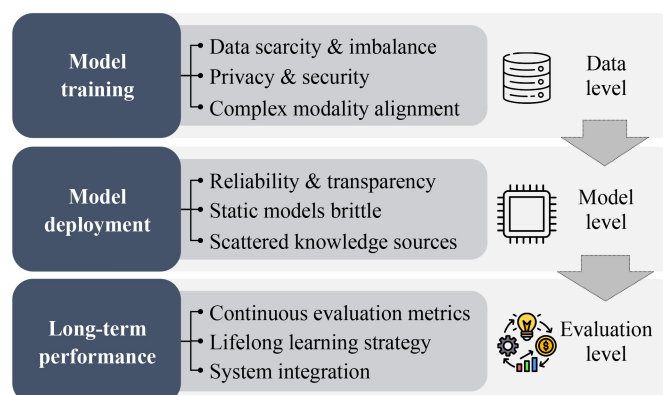 Model
training
Data scarcity & imbalance
Privacy & security
Complex modality alignment
Data
level
Model
deployment
Reliability & transparency
Static models brittle
Scattered knowledge sources
Model
level
Long-term
performance
Continuous evaluation metrics
Lifelong learning strategy
System integration
Evaluation
level